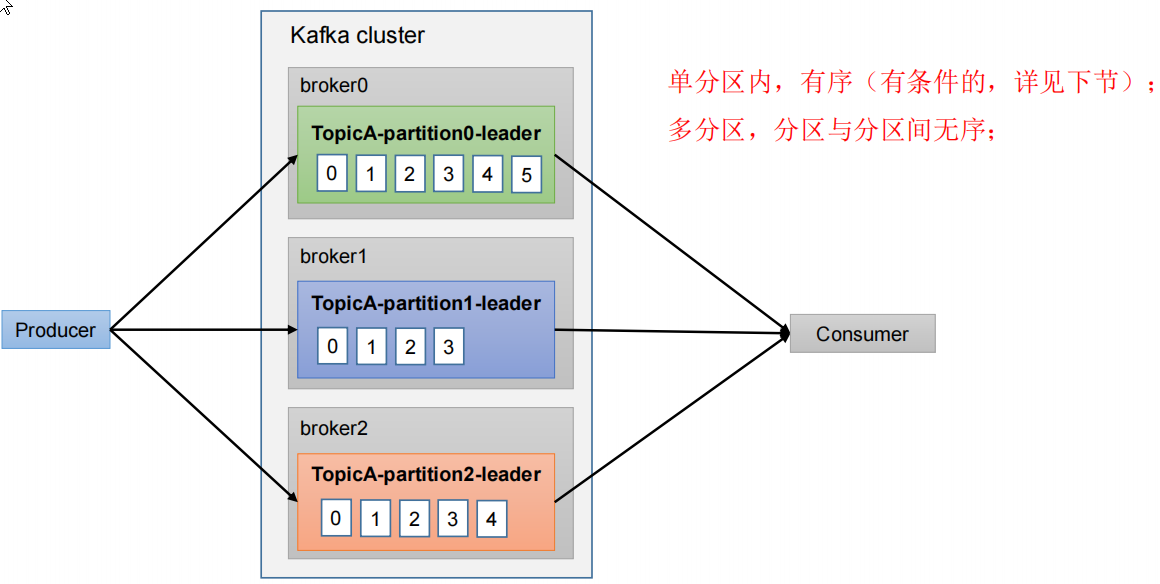 Kafka cluster
单分区内，有序（有条件的，详见下节）；
多分区，分区与分区间无序；
broker0
TopicA-partition0-leader
0 1 2 3 4 5
broker1
TopicA-partition1-leader
0 1 2 3
Producer
Consumer
broker2
TopicA-partition2-leader
0 1 2 3 4